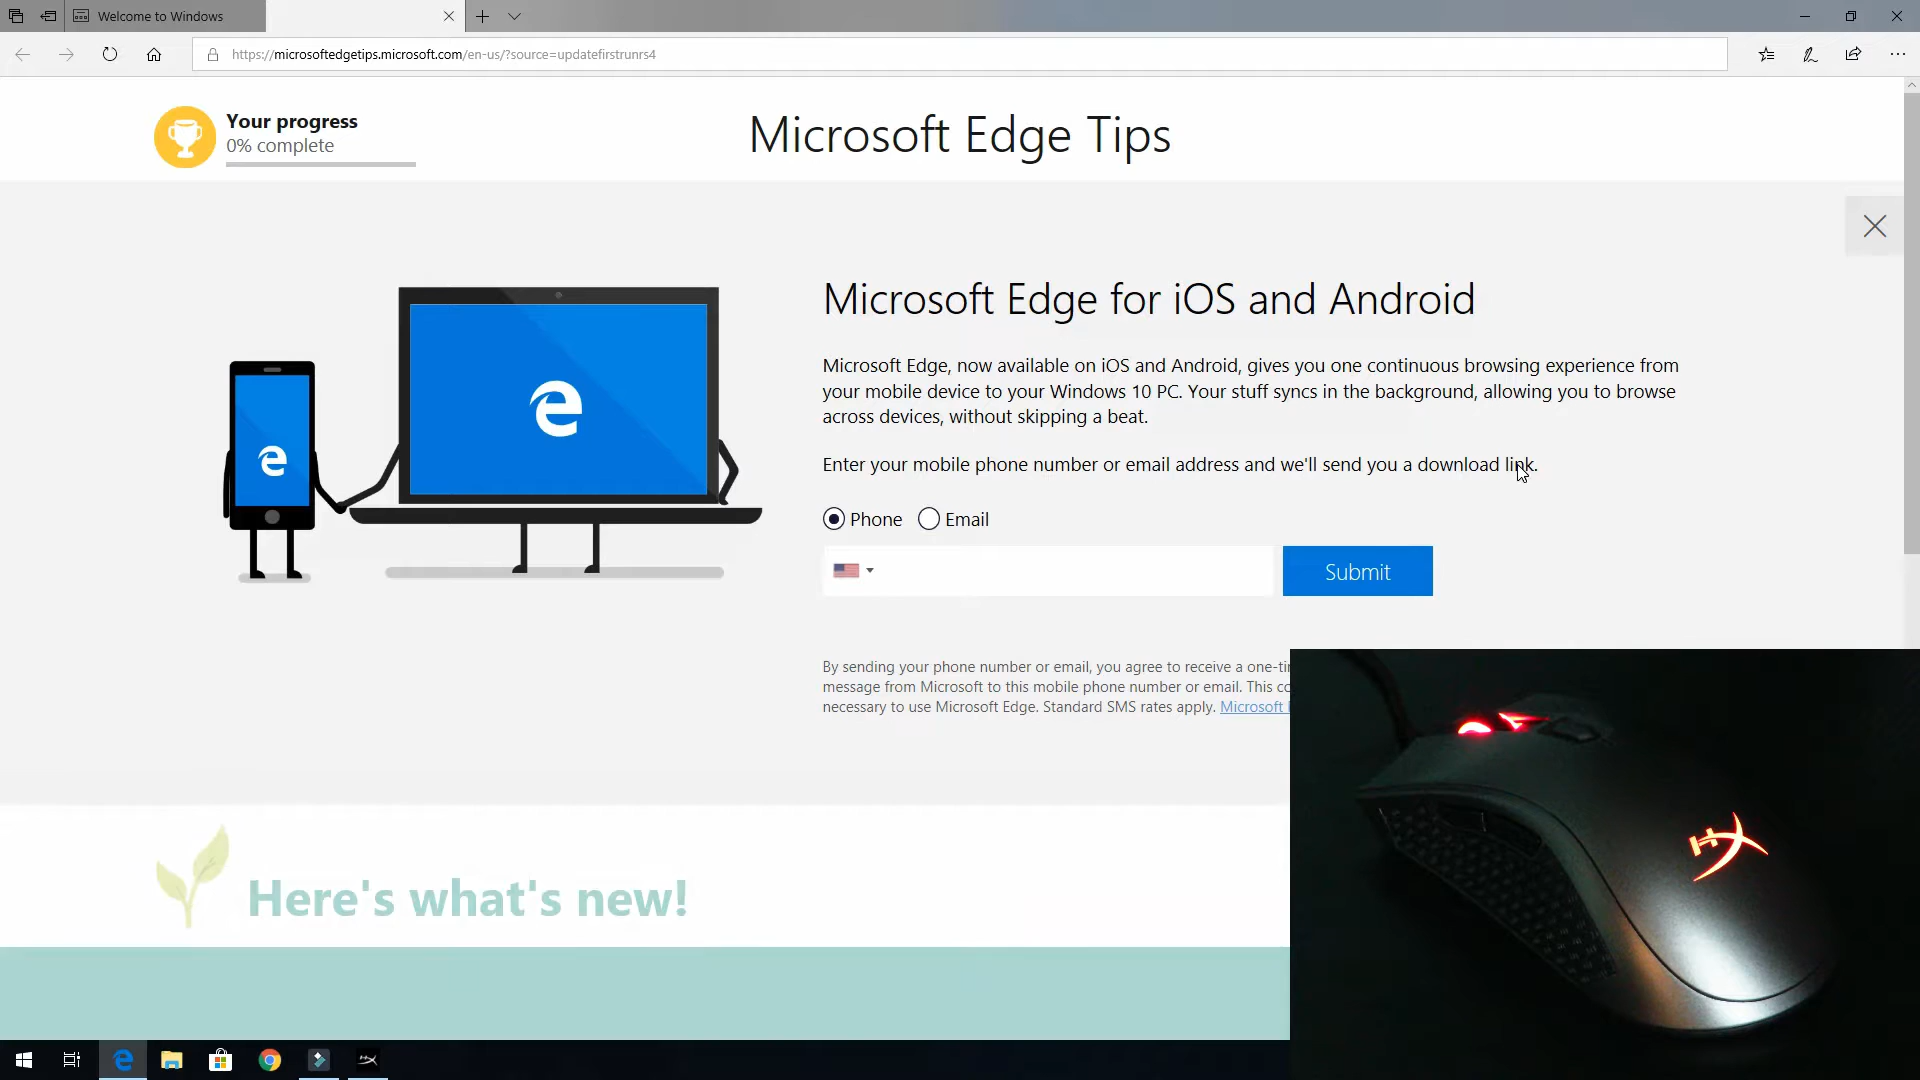 Welcome to Windows
https://microsoftedgetips.microsoft.com/en-us/?source=updatefirstrunrs4
Your progress
0% complete
Microsoft Edge Tips
Microsoft Edge for iOS and Android
Microsoft Edge, now available on iOS and Android, gives you one continuous browsing experience from
your mobile device to your Windows 10 PC. Your stuff syncs in the background, allowing you to browse
across devices, without skipping a beat.
Enter your mobile phone number or email address and we'll send you a download link.
Phone Email
Submit
By sending your phone number or email, you agree to receive a
message from Microsoft to this mobile phone number or email. This
necessary to use Microsoft Edge. Standard SMS rates apply. Microsoft
Here's what's new!